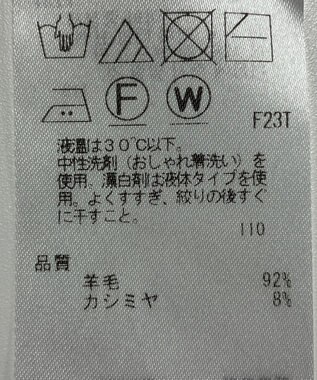 F W
F23T
液温は30℃以下。
中性洗剤（おしゃれ着洗い）を
使用。漂白剤は液体タイプを使
用。よくすすぎ、絞りの後すぐ
に干すこと。
110
品質
羊毛 92%
カシミヤ 8%